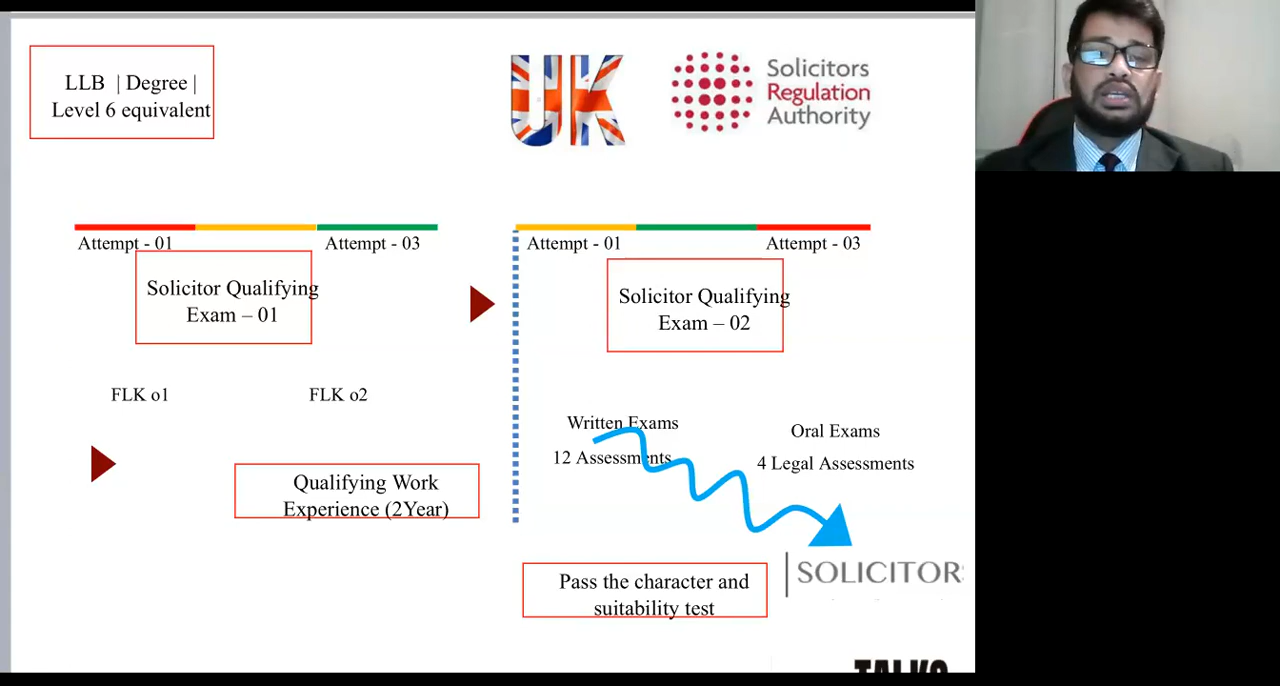 LLB | Degree |
Level 6 equivalent
UK
Solicitors
Regulation
Authority
Attempt - 01
Attempt - 03
Solicitor Qualifying
Exam – 01
FLK o1
FLK o2
Qualifying Work
Experience (2Year)
Attempt - 01
Attempt - 03
Solicitor Qualifying
Exam – 02
Written Exams
12 Assessments
Oral Exams
4 Legal Assessments
Pass the character and
suitability test
SOLICITORS
TALKS